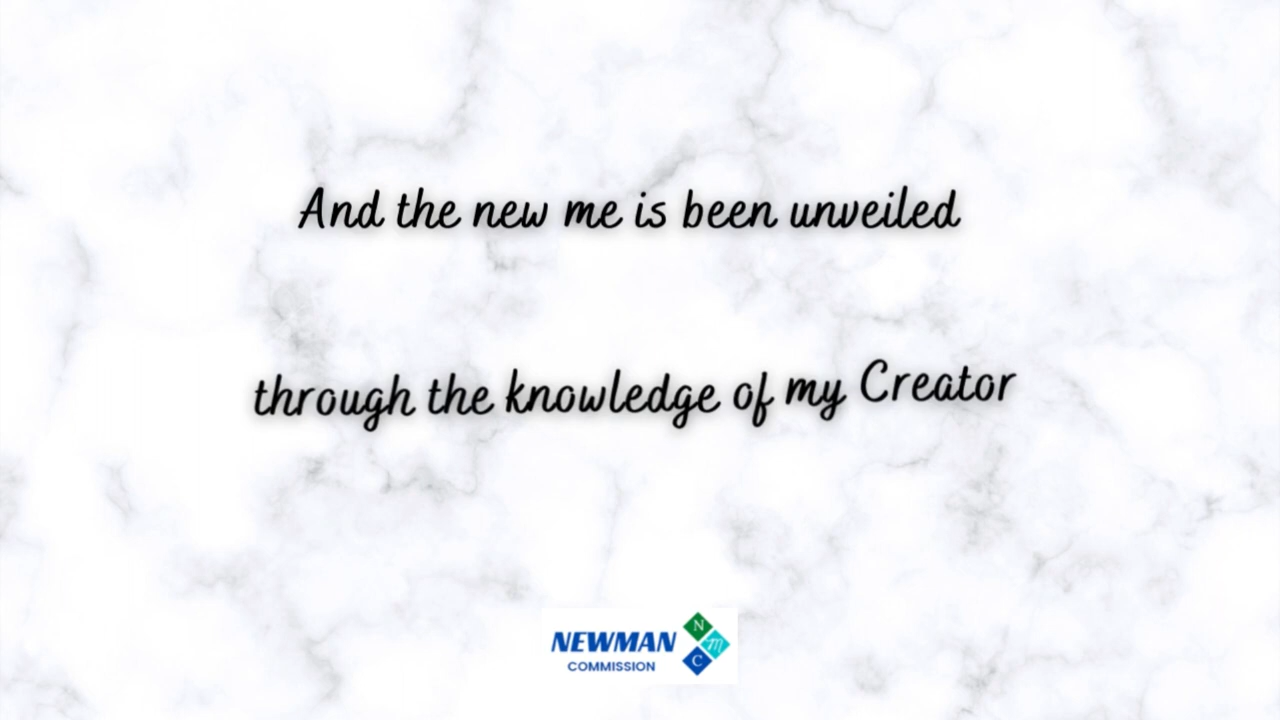 And the new me is been unveiled
through the knowledge of my Creator
NEWMAN
COMMISSION
N
m
C